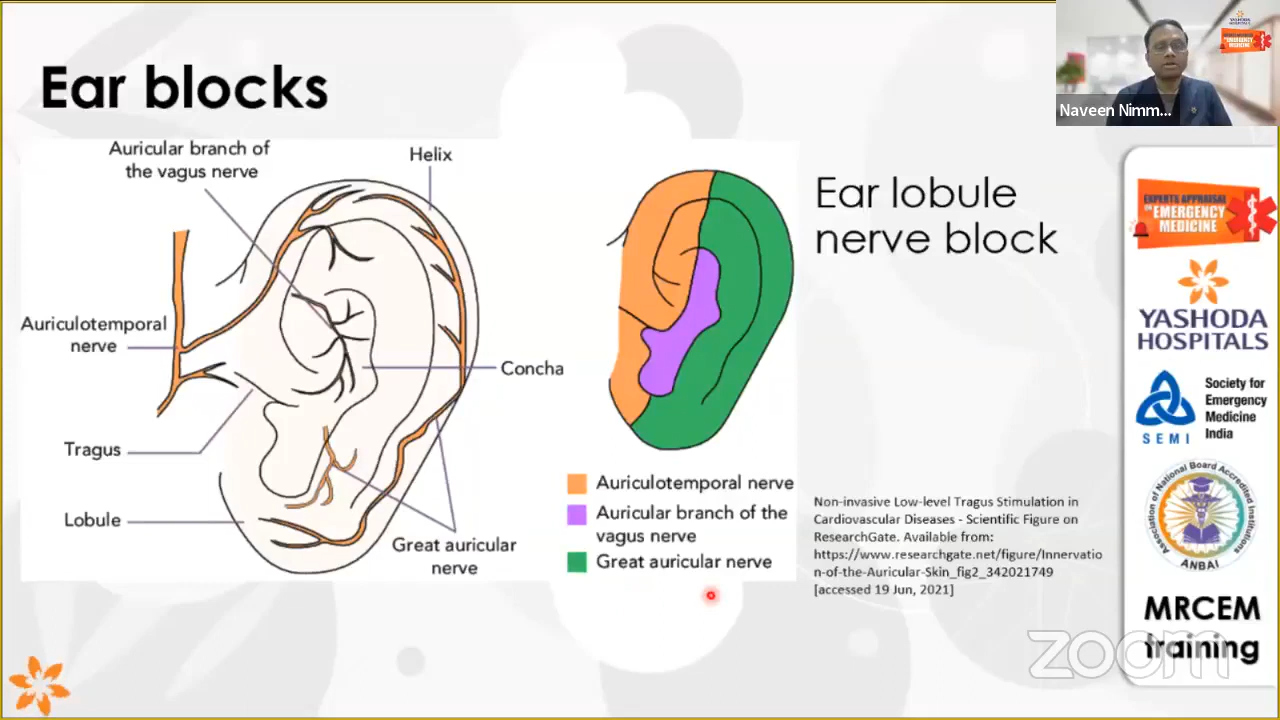 Ear blocks
Auricular branch of
the vagus nerve
Helix
Auriculotemporal
nerve
Concha
Tragus
Lobule
Great auricular
nerve
Auriculotemporal nerve
Auricular branch of the
vagus nerve
Great auricular nerve
Ear lobule
nerve block
Non-invasive Low-level Tragus Stimulation in
Cardiovascular Diseases - Scientific Figure on
ResearchGate. Available from:
https://www.researchgate.net/figure/Innervatio
n-of-the-Auricular-Skin_fig2_342021749
[accessed 19 Jun, 2021]
Naveen Nimm...
YASHODA
HOSPITALS
EXPERTS APPRAISAL
IN EMERGENCY
MEDICINE
YASHODA
HOSPITALS
Society for
Emergency
Medicine
India
SEMI
Association of National Board Accredited Institutions
ANBAI
MRCEM
training
zoom